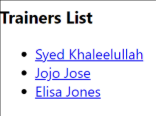 Trainers List
Syed Khaleelullah
Jojo Jose
Elisa Jones